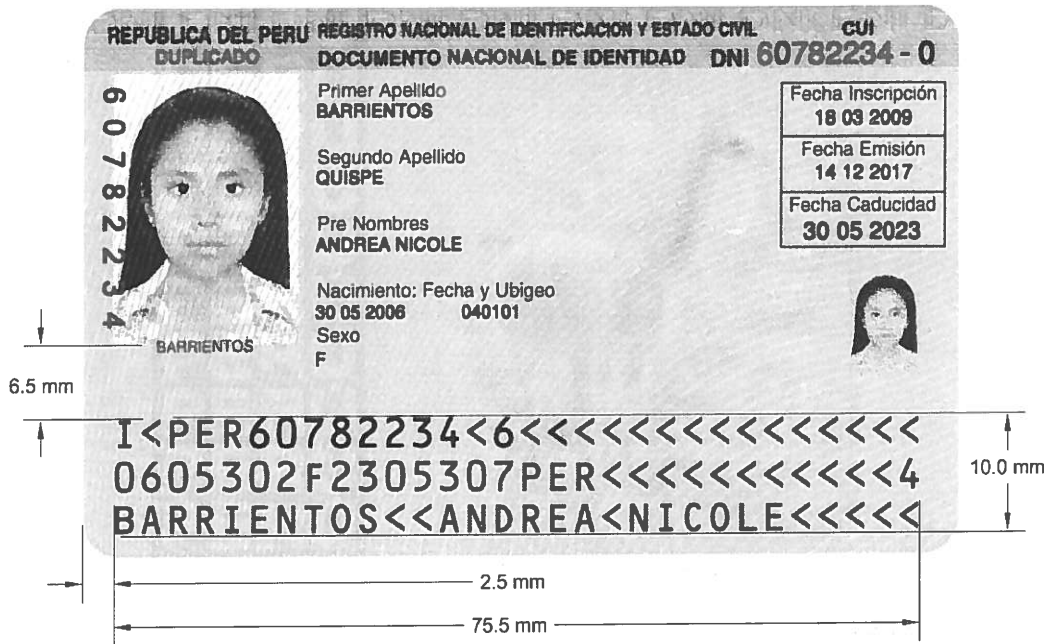 REPUBLICA DEL PERU REGISTRO NACIONAL DE IDENTIFICACION Y ESTADO CIVIL CUI
DUPLICADO DOCUMENTO NACIONAL DE IDENTIDAD DNI 60782234 - 0
60782234
Primer Apellido
BARRIENTOS
Segundo Apellido
QUISPE
Pre Nombres
ANDREA NICOLE
Nacimiento: Fecha y Ubigeo
30 05 2006 040101
Sexo
F
Fecha Inscripción
18 03 2009
Fecha Emisión
14 12 2017
Fecha Caducidad
30 05 2023
BARRIENTOS
6.5 mm
I<PER60782234<6<<<<<<<<<<<<<<<
0605302F2305307PER<<<<<<<<<<<4
BARRIENTOS<<ANDREA<NICOLE<<<<<
10.0 mm
2.5 mm
75.5 mm